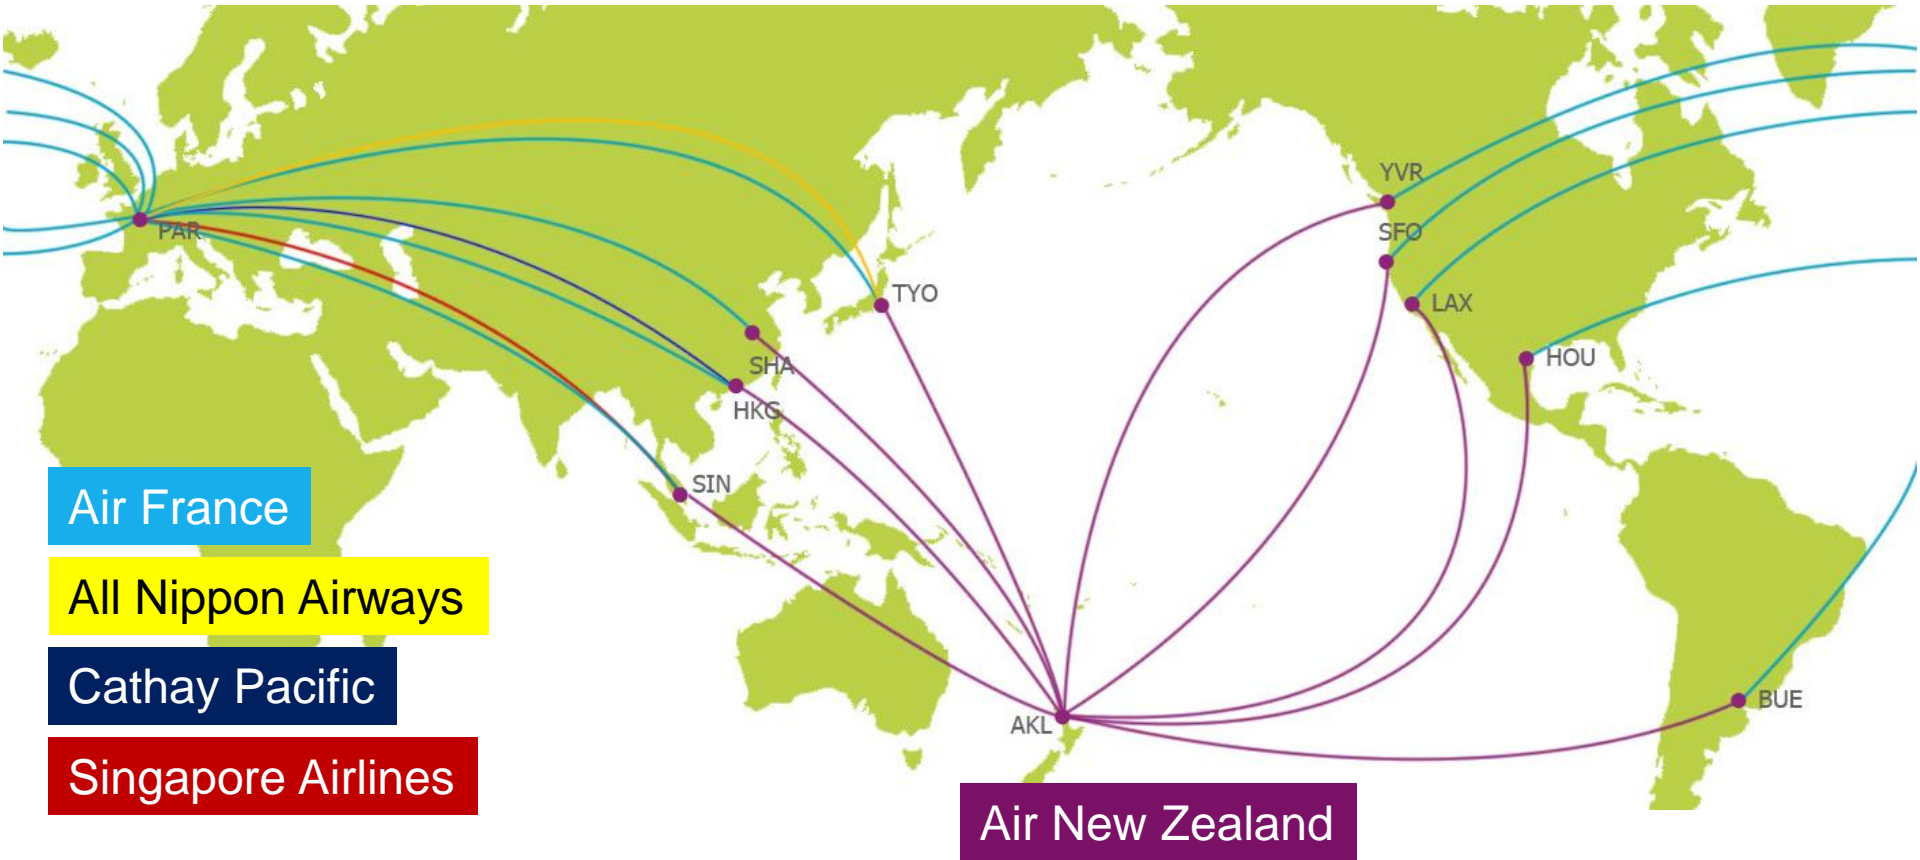 YVR
SFO
PAR
TYO
LAX
SHA
HOU
HKG
SIN
Air France
All Nippon Airways
Cathay Pacific
BUE
AKL
Singapore Airlines
Air New Zealand